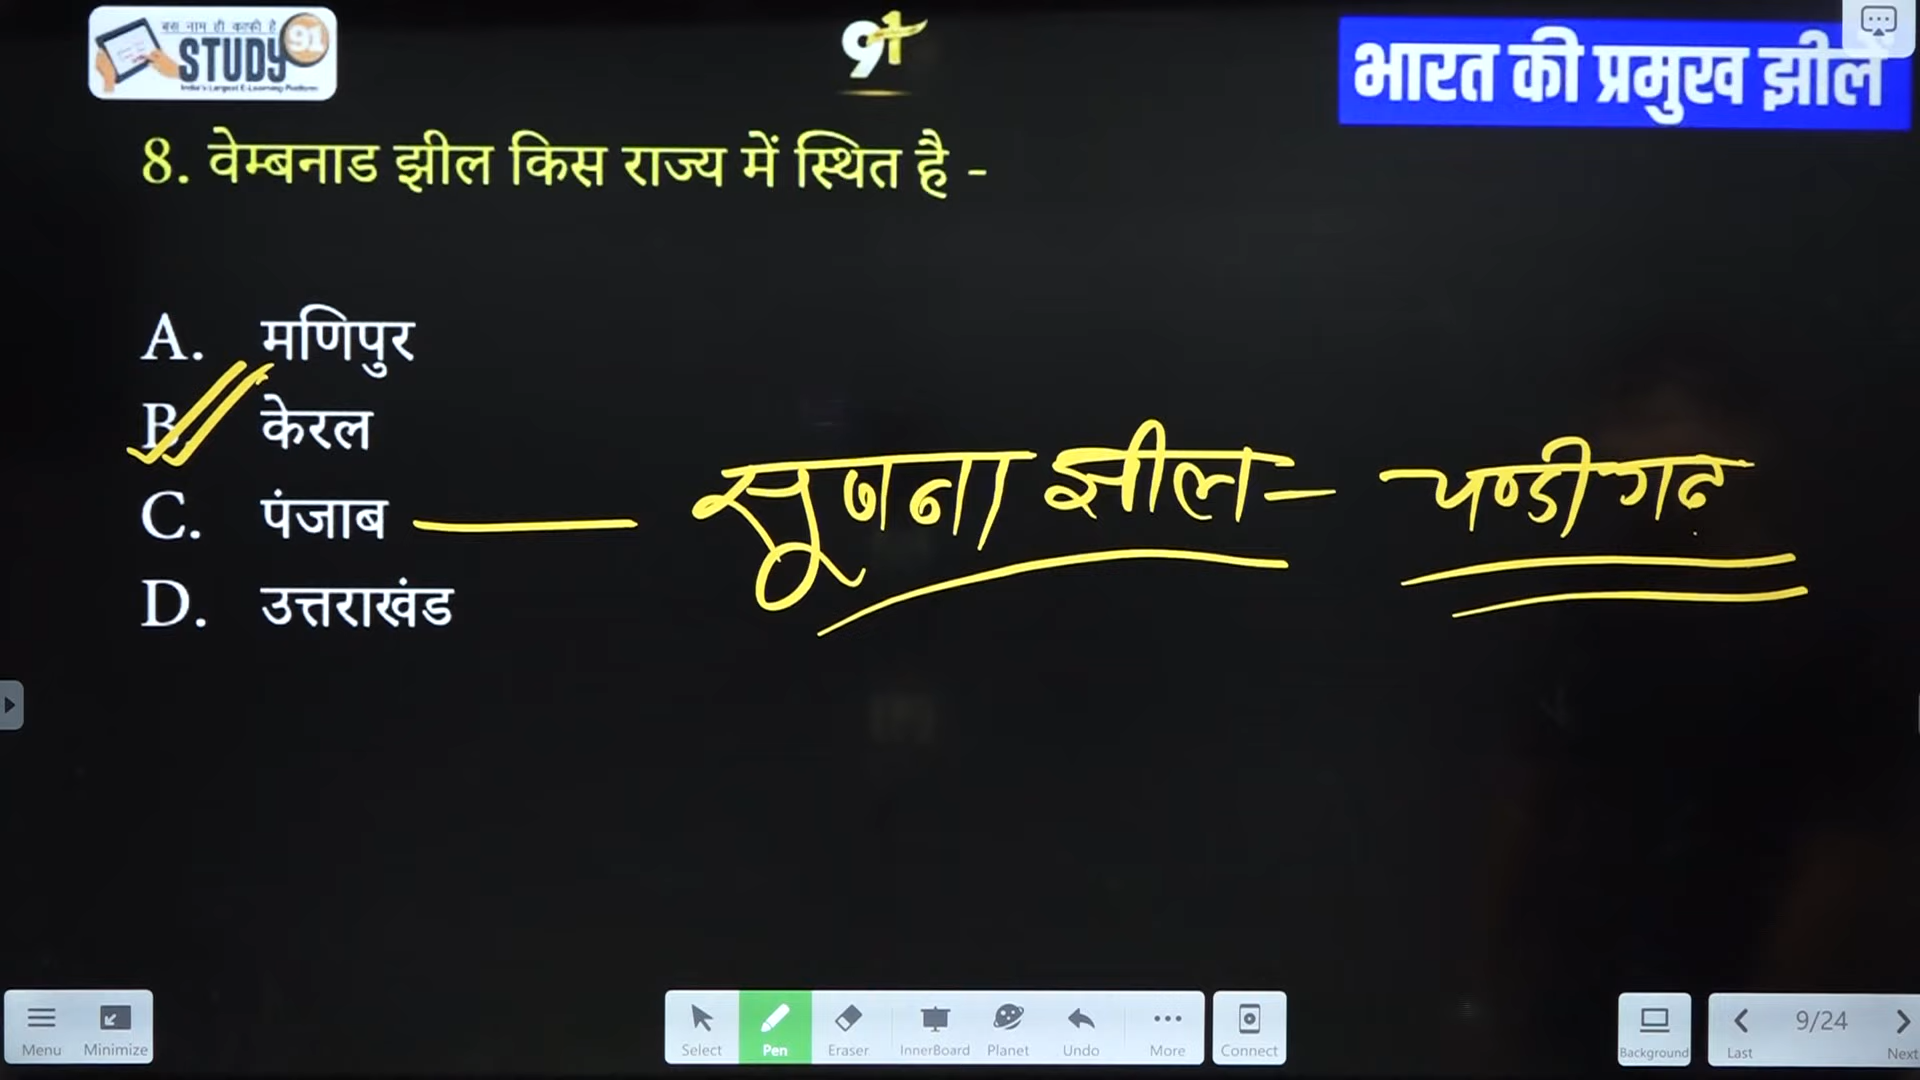 बस नाम ही काफी है
STUDY 91
India's Largest E-Learning Platform
91
भारत की प्रमुख झीलें
8. वेम्बनाड झील किस राज्य में स्थित है -
A. मणिपुर
B. केरल
C. पंजाब — सूखना झील - चण्डीगढ़
D. उत्तराखंड
Menu Minimize Select Pen Eraser InnerBoard Planet Undo More Connect Background Last 9/24 Next